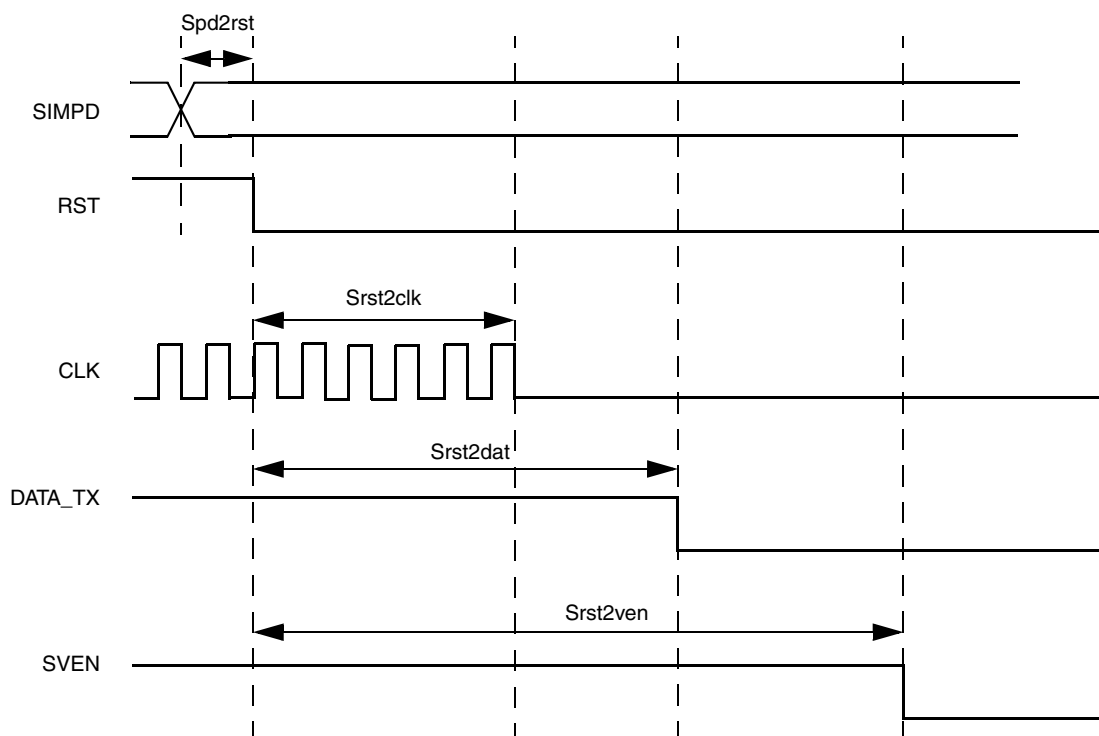 Spd2rst
SIMPD
RST
Srst2clk
CLK
Srst2dat
DATA_TX
Srst2ven
SVEN